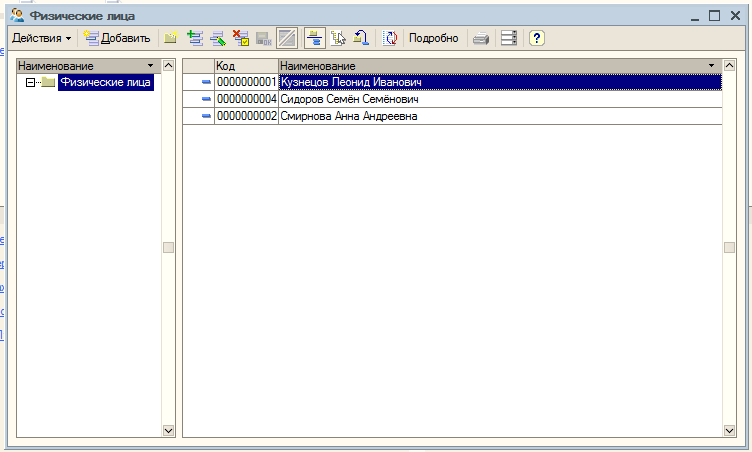 Физические лица
Действия Добавить Подробно ?
Наименование
Физические лица
Код Наименование
0000000001 Кузнецов Леонид Иванович
0000000004 Сидоров Семён Семёнович
0000000002 Смирнова Анна Андреевна